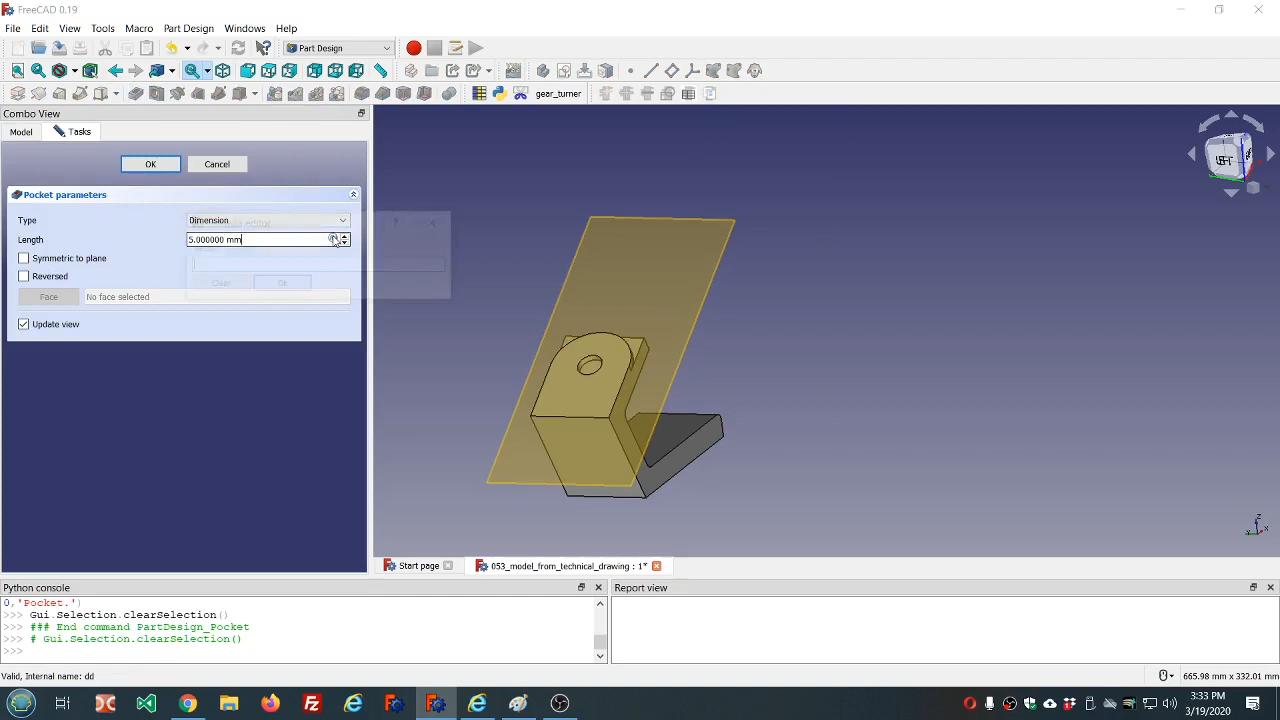 FreeCAD 0.19
File Edit View Tools Macro Part Design Windows Help
Part Design
gear_turner
Combo View
Model Tasks
OK Cancel
Pocket parameters
Type Dimension
Length 5.000000 mm
Symmetric to plane
Reversed
Face No face selected
Update view
Clear Ok
Start page 053_model_from_technical_drawing : 1*
Python console Report view
0,'Pocket.')
>>> Gui.Selection.clearSelection()
>>> ### End command PartDesign_Pocket
>>> # Gui.Selection.clearSelection()
>>>
Valid, Internal name: dd 665.98 mm x 332.01 mm
3:33 PM
3/19/2020